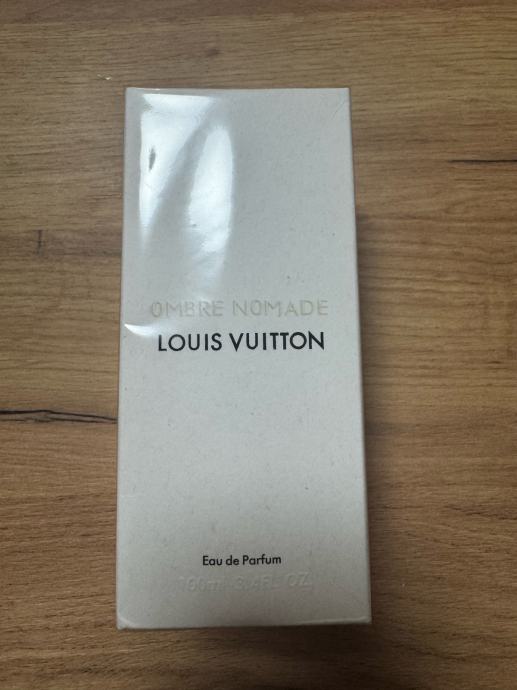 OMBRE NOMADE
LOUIS VUITTON
Eau de Parfum
100ml 3.4FL.OZ.